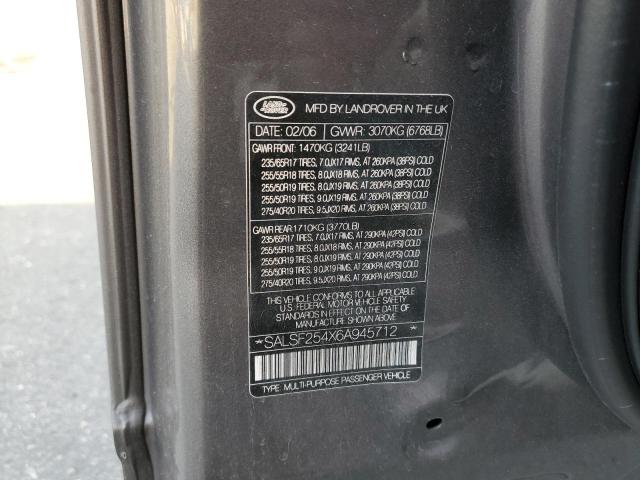 LAND ROVER
MFD BY LANDROVER IN THE UK
DATE: 02/06 GVWR: 3070KG (6768LB)
GAWR FRONT: 1470KG (3241LB)
235/65R17 TIRES, 7.0JX17 RIMS, AT 260KPA (38PSI) COLD
255/55R18 TIRES, 8.0JX18 RIMS, AT 260KPA (38PSI) COLD
255/50R19 TIRES, 8.0JX19 RIMS, AT 260KPA (38PSI) COLD
255/50R19 TIRES, 9.0JX19 RIMS, AT 260KPA (38PSI) COLD
275/40R20 TIRES, 9.5JX20 RIMS, AT 260KPA (38PSI) COLD
GAWR REAR: 1710KG (3770LB)
235/65R17 TIRES, 7.0JX17 RIMS, AT 290KPA (42PSI) COLD
255/55R18 TIRES, 8.0JX18 RIMS, AT 290KPA (42PSI) COLD
255/50R19 TIRES, 8.0JX19 RIMS, AT 290KPA (42PSI) COLD
255/50R19 TIRES, 9.0JX19 RIMS, AT 290KPA (42PSI) COLD
275/40R20 TIRES, 9.5JX20 RIMS, AT 290KPA (42PSI) COLD
THIS VEHICLE CONFORMS TO ALL APPLICABLE
U.S. FEDERAL MOTOR VEHICLE SAFETY
STANDARDS IN EFFECT ON THE DATE OF
MANUFACTURE SHOWN ABOVE
*SALSF254X6A945712*
TYPE: MULTI-PURPOSE PASSENGER VEHICLE